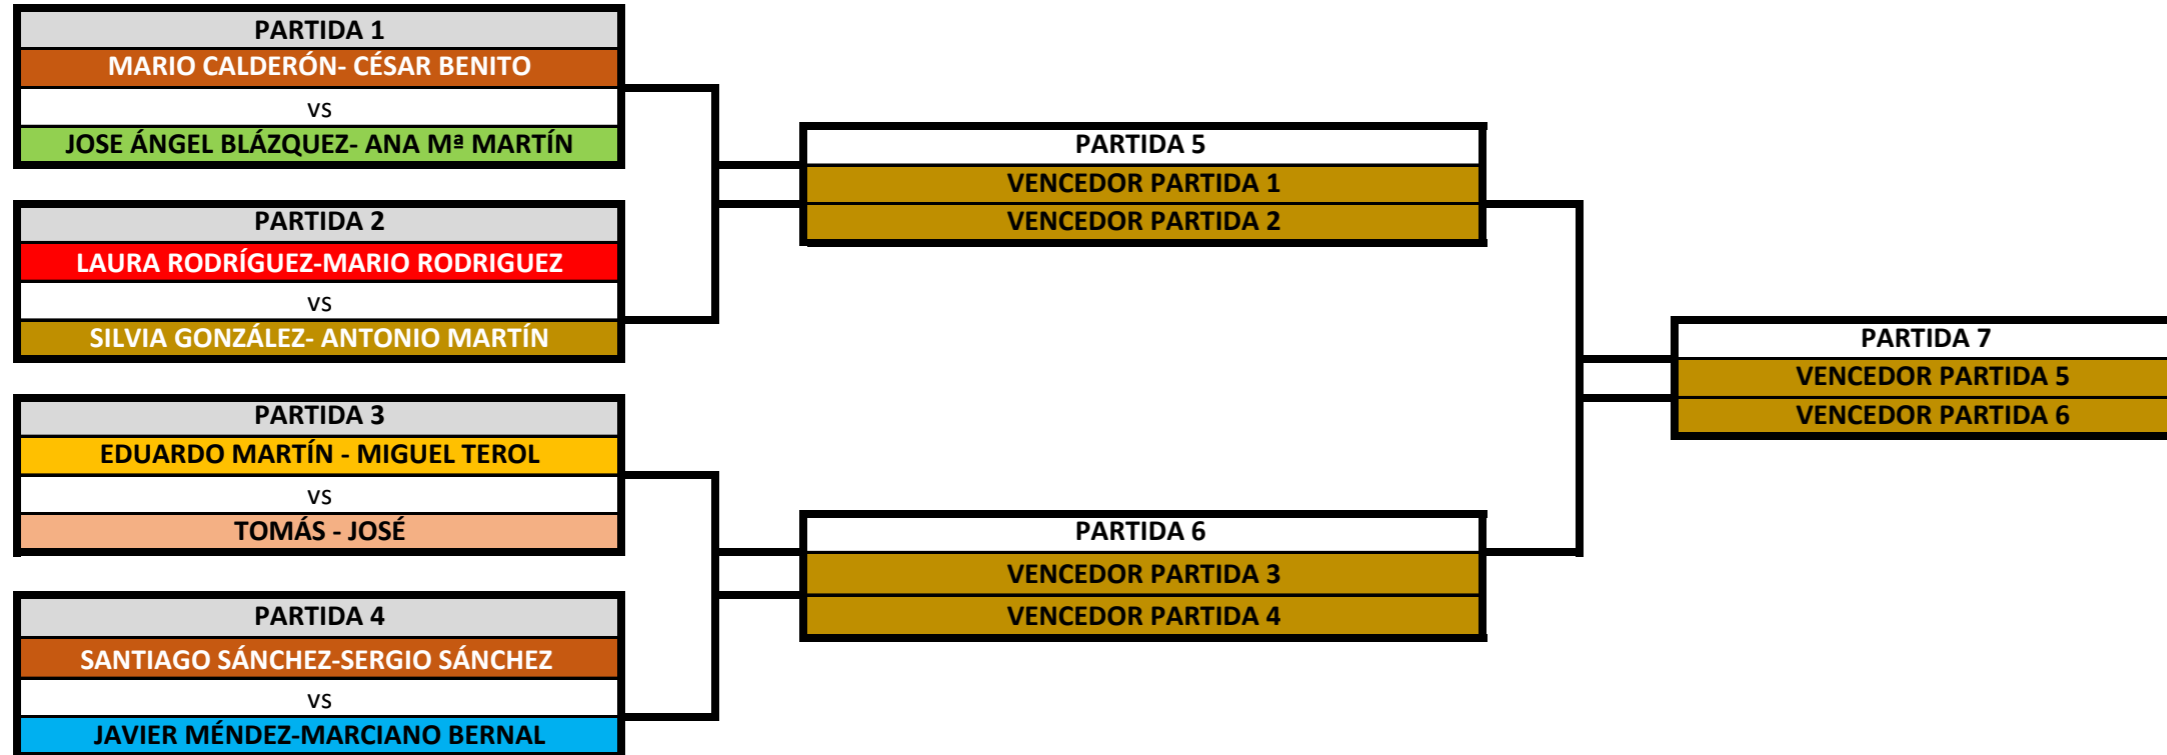 PARTIDA 1
MARIO CALDERÓN- CÉSAR BENITO
vs
JOSE ÁNGEL BLÁZQUEZ- ANA Mª MARTÍN
PARTIDA 2
LAURA RODRÍGUEZ-MARIO RODRIGUEZ
vs
SILVIA GONZÁLEZ- ANTONIO MARTÍN
PARTIDA 3
EDUARDO MARTÍN - MIGUEL TEROL
vs
TOMÁS - JOSÉ
PARTIDA 4
SANTIAGO SÁNCHEZ-SERGIO SÁNCHEZ
vs
JAVIER MÉNDEZ-MARCIANO BERNAL
PARTIDA 5
VENCEDOR PARTIDA 1
VENCEDOR PARTIDA 2
PARTIDA 6
VENCEDOR PARTIDA 3
VENCEDOR PARTIDA 4
PARTIDA 7
VENCEDOR PARTIDA 5
VENCEDOR PARTIDA 6